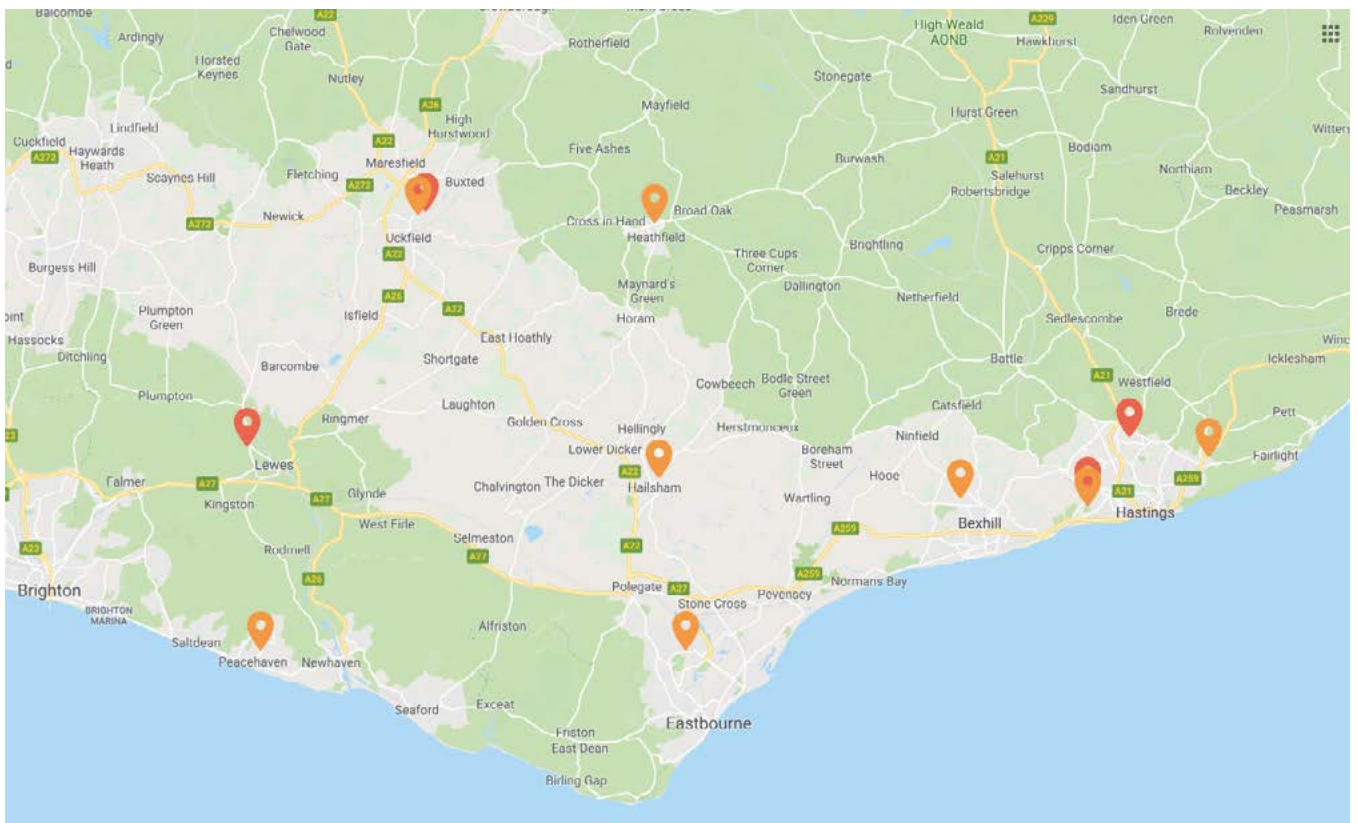 Balcombe
Ardingly
Chelwood
Gate
A22
Rotherfield
High Weald
AONB
A229
Iden Green
Hawkhurst
Rolvenden
Horsted
Keynes
Nutley
Stonegate
Sandhurst
A26
High
Hurstwood
Mayfield
Hurst Green
Lindfield
Cuckfield
A272
Haywards
Heath
A22
Maresfield
Five Ashes
Burwash
A21
Bodiam
Scaynes Hill
Fletching
A272
Buxted
Salehurst
Robertsbridge
Northiam
Beckley
Peasmarsh
Newick
A272
Cross in Hand
Broad Oak
Uckfield
Heathfield
A22
Brightling
Cripps Corner
Three Cups
Corner
Burgess Hill
Maynard's
Green
Dallington
Netherfield
A26
A22
Plumpton
Green
Isfield
Horam
Sedlescombe
Brede
Hassocks
East Hoathly
Ditchling
Barcombe
Shortgate
Battle
Icklesham
Plumpton
Cowbeech
Bodle Street
Green
A21
Westfield
Ringmer
Laughton
Golden Cross
Catsfield
Pett
Hellingly
Herstmonceux
Ninfield
Lower Dicker
Boreham
Street
Fairlight
Lewes
A22
Hooe
A259
Falmer
A27
Chalvington
The Dicker
Hailsham
A21
Kingston
A27
Glynde
Wartling
Hastings
West Firle
Bexhill
A259
Selmeston
A23
Rodmell
A22
A27
A26
Polegate
A27
A259
Normans Bay
Brighton
Stone Cross
Pevensey
BRIGHTON
MARINA
Saltdean
Alfriston
Peacehaven
Newhaven
Seaford
Exceat
Eastbourne
Friston
East Dean
Birling Gap